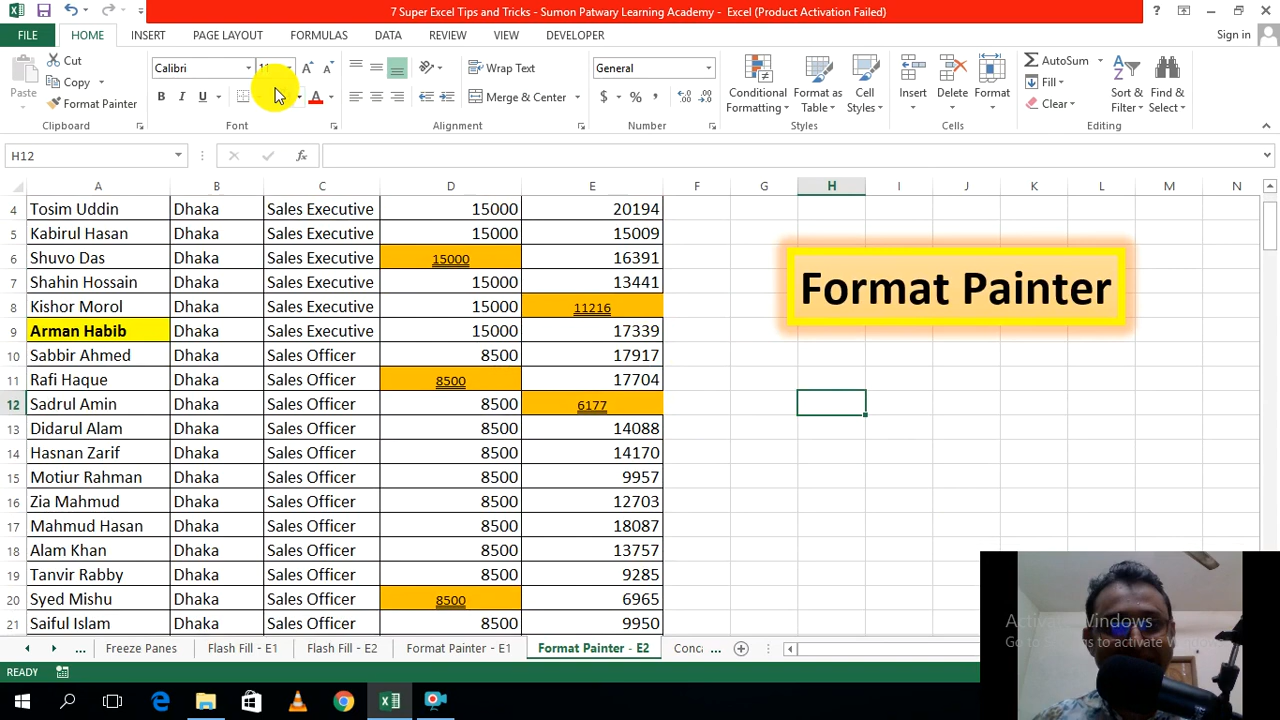 7 Super Excel Tips and Tricks - Sumon Patwary Learning Academy - Excel (Product Activation Failed)
FILE HOME INSERT PAGE LAYOUT FORMULAS DATA REVIEW VIEW DEVELOPER Sign in
Paste
Cut
Copy
Format Painter
Clipboard
Calibri
B I U A
Font
Wrap Text
Merge & Center
Alignment
General
$ % ,
Number
Conditional Formatting
Format as Table
Cell Styles
Styles
Insert Delete Format
Cells
AutoSum
Fill
Clear
Sort & Filter
Find & Select
Editing
H12 fx
A B C D E F G H I J K L M N
4 Tosim Uddin Dhaka Sales Executive 15000 20194
5 Kabirul Hasan Dhaka Sales Executive 15000 15009
6 Shuvo Das Dhaka Sales Executive 15000 16391
7 Shahin Hossain Dhaka Sales Executive 15000 13441
8 Kishor Morol Dhaka Sales Executive 15000 11216
9 Arman Habib Dhaka Sales Executive 15000 17339
10 Sabbir Ahmed Dhaka Sales Officer 8500 17917
11 Rafi Haque Dhaka Sales Officer 8500 17704
12 Sadrul Amin Dhaka Sales Officer 8500 6177
13 Didarul Alam Dhaka Sales Officer 8500 14088
14 Hasnan Zarif Dhaka Sales Officer 8500 14170
15 Motiur Rahman Dhaka Sales Officer 8500 9957
16 Zia Mahmud Dhaka Sales Officer 8500 12703
17 Mahmud Hasan Dhaka Sales Officer 8500 18087
18 Alam Khan Dhaka Sales Officer 8500 13757
19 Tanvir Rabby Dhaka Sales Officer 8500 9285
20 Syed Mishu Dhaka Sales Officer 8500 6965
21 Saiful Islam Dhaka Sales Officer 8500 9950
Format Painter
Activate Windows
... Freeze Panes Flash Fill - E1 Flash Fill - E2 Format Painter - E1 Format Painter - E2 Conc ...
READY